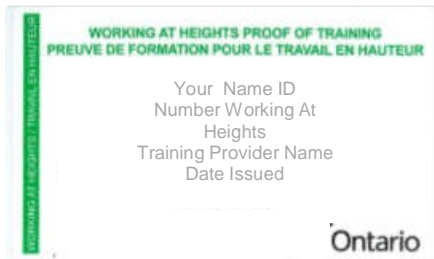 WORKING AT HEIGHTS PROOF OF TRAINING
PREUVE DE FORMATION POUR LE TRAVAIL EN HAUTEUR
WORKING AT HEIGHTS / TRAVAIL EN HAUTEUR
Your Name ID
Number Working At
Heights
Training Provider Name
Date Issued
Ontario